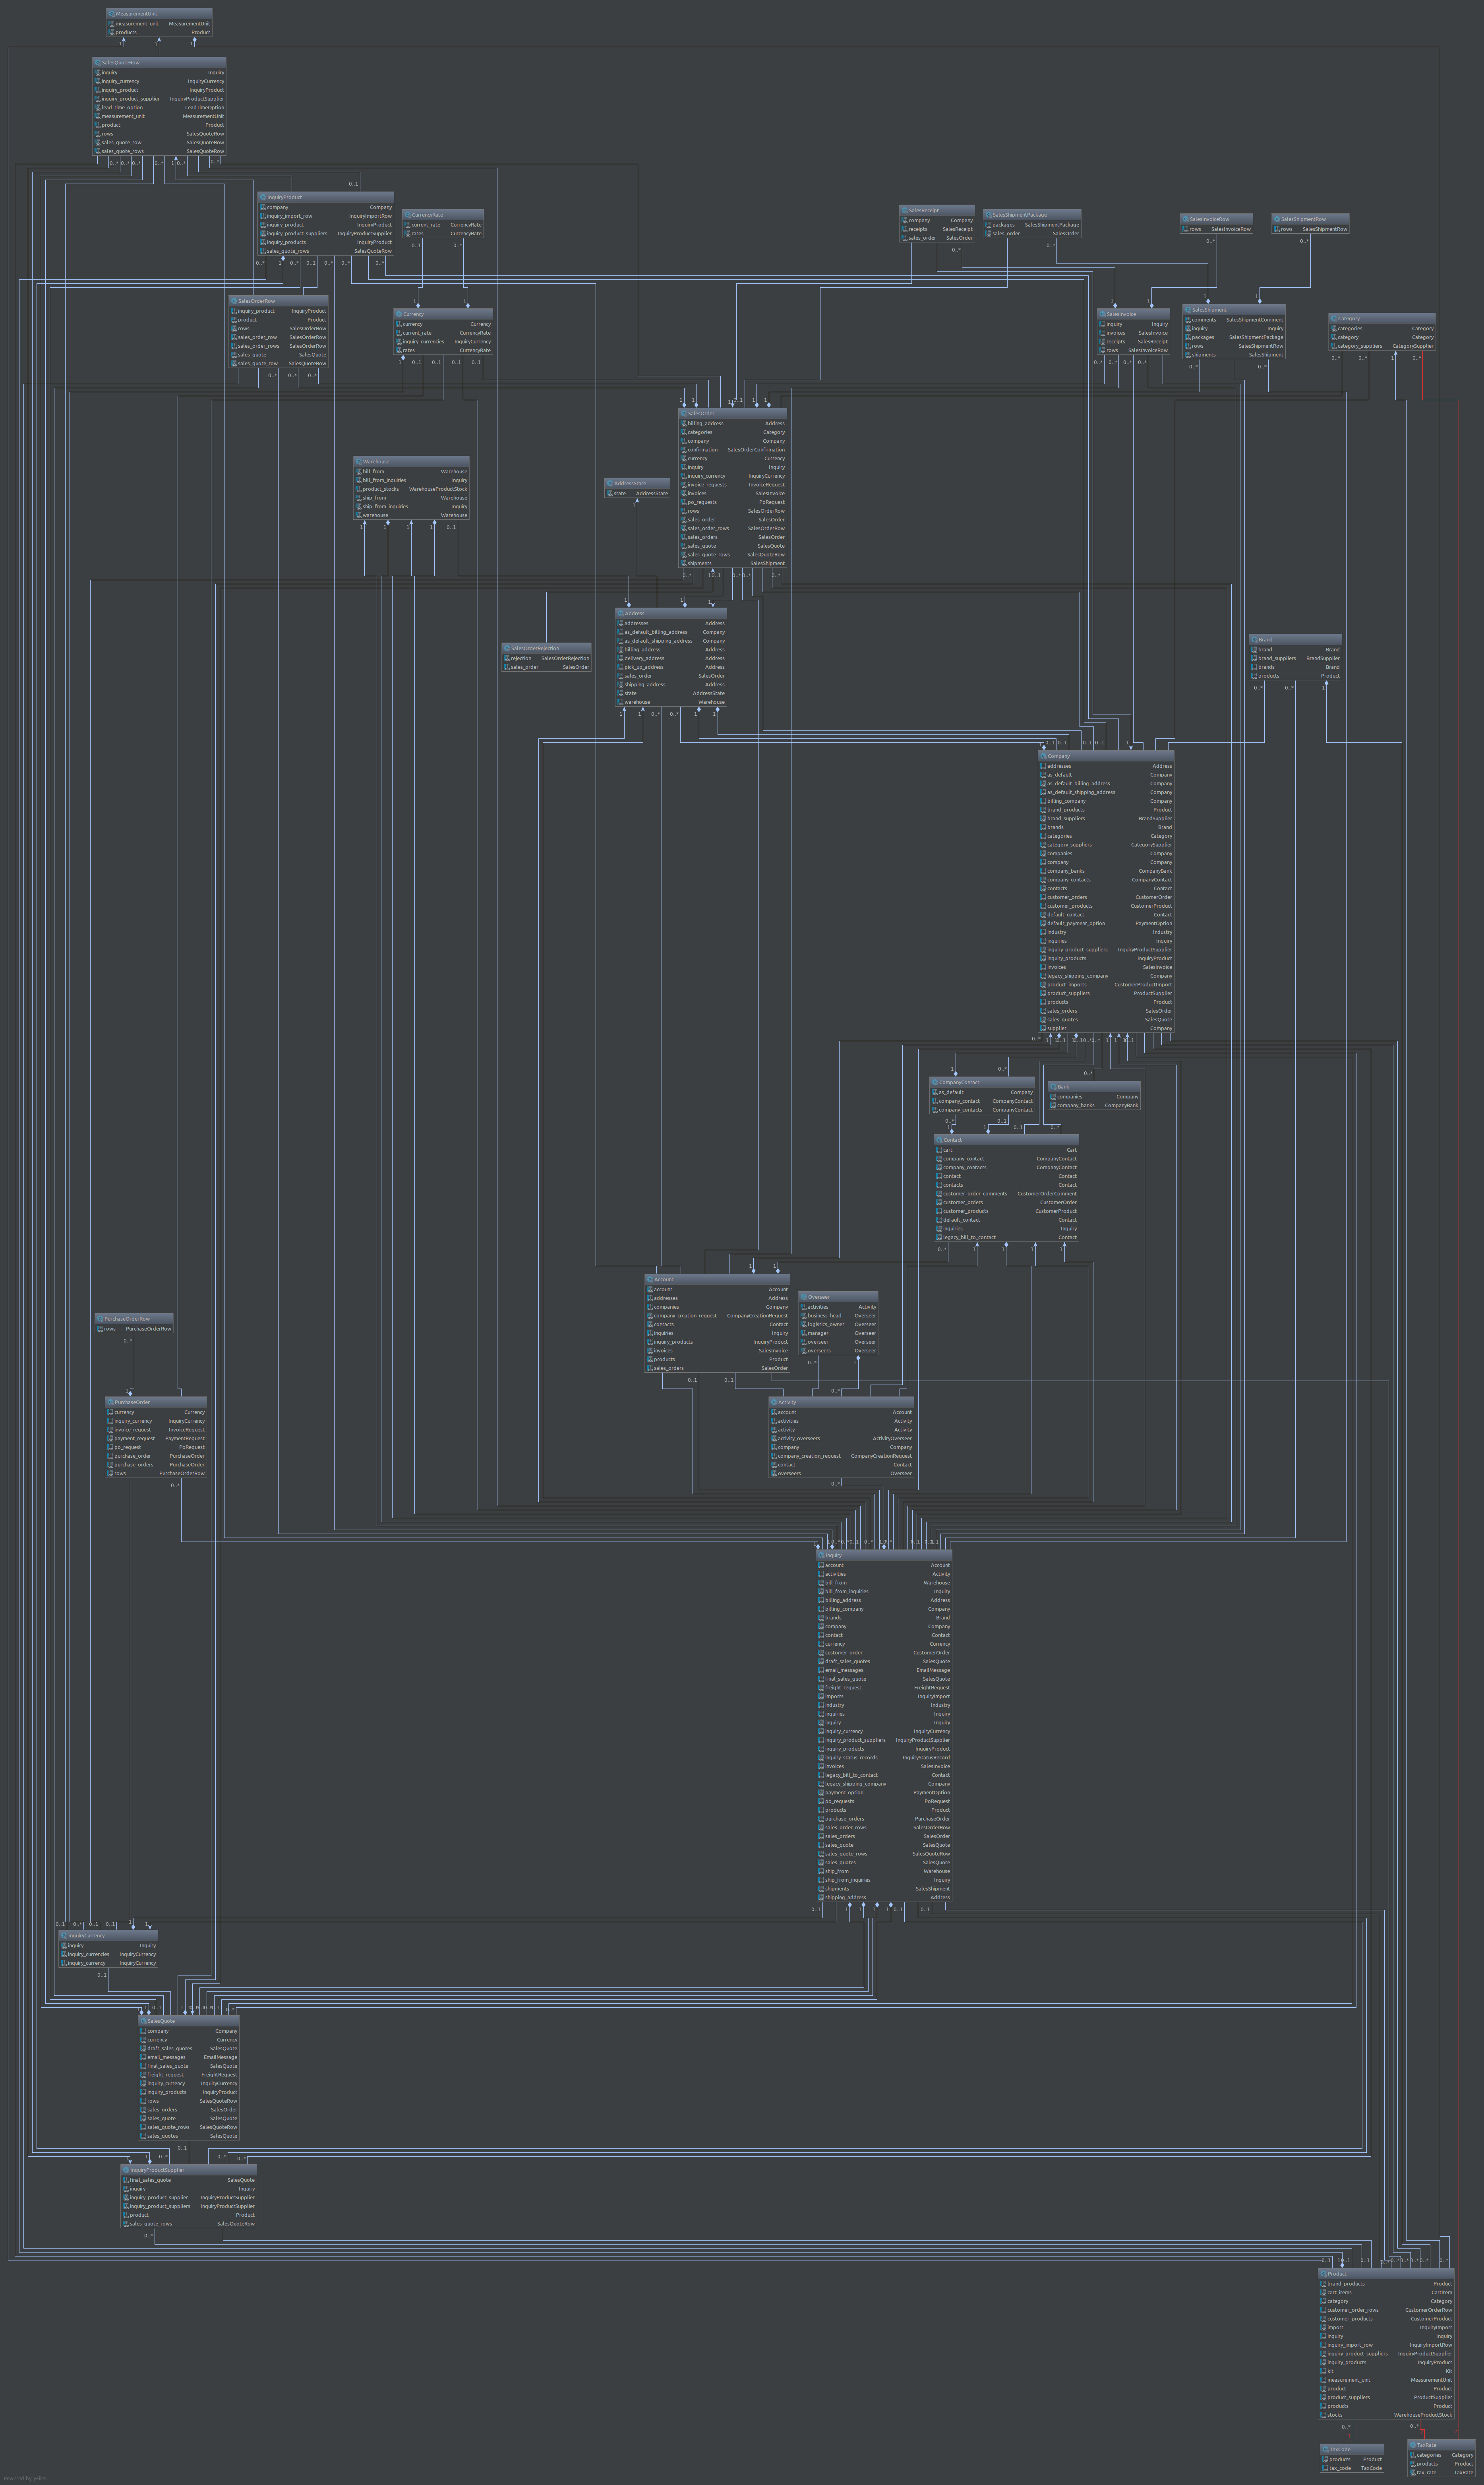 MeasurementUnit
measurement_unit MeasurementUnit
products Product
SalesQuoteRow
inquiry Inquiry
inquiry_currency InquiryCurrency
inquiry_product InquiryProduct
inquiry_product_supplier InquiryProductSupplier
lead_time_option LeadTimeOption
measurement_unit MeasurementUnit
product Product
rows SalesQuoteRow
sales_quote_row SalesQuoteRow
sales_quote_rows SalesQuoteRow
InquiryProduct
company Company
inquiry_import_row InquiryImportRow
inquiry_product InquiryProduct
inquiry_product_suppliers InquiryProductSupplier
inquiry_products InquiryProduct
sales_quote_rows SalesQuoteRow
CurrencyRate
current_rate CurrencyRate
rates CurrencyRate
SalesReceipt
company Company
receipts SalesReceipt
sales_order SalesOrder
SalesShipmentPackage
packages SalesShipmentPackage
sales_order SalesOrder
SalesInvoiceRow
rows SalesInvoiceRow
SalesShipmentRow
rows SalesShipmentRow
SalesOrderRow
inquiry_product InquiryProduct
product Product
rows SalesOrderRow
sales_order_row SalesOrderRow
sales_order_rows SalesOrderRow
sales_quote SalesQuote
sales_quote_row SalesQuoteRow
Currency
currency Currency
current_rate CurrencyRate
inquiry_currencies InquiryCurrency
rates CurrencyRate
SalesInvoice
inquiry Inquiry
invoices SalesInvoice
receipts SalesReceipt
rows SalesInvoiceRow
SalesShipment
comments SalesShipmentComment
inquiry Inquiry
packages SalesShipmentPackage
rows SalesShipmentRow
shipments SalesShipment
Category
categories Category
category Category
category_suppliers CategorySupplier
SalesOrder
billing_address Address
categories Category
company Company
confirmation SalesOrderConfirmation
currency Currency
inquiry Inquiry
inquiry_currency InquiryCurrency
invoice_requests InvoiceRequest
invoices SalesInvoice
po_requests PoRequest
rows SalesOrderRow
sales_order SalesOrder
sales_order_rows SalesOrderRow
sales_orders SalesOrder
sales_quote SalesQuote
sales_quote_rows SalesQuoteRow
shipments SalesShipment
Warehouse
bill_from Warehouse
bill_from_inquiries Inquiry
product_stocks WarehouseProductStock
ship_from Warehouse
ship_from_inquiries Inquiry
warehouse Warehouse
AddressState
state AddressState
Address
addresses Address
as_default_billing_address Company
as_default_shipping_address Company
billing_address Address
delivery_address Address
pick_up_address Address
sales_order SalesOrder
shipping_address Address
state AddressState
warehouse Warehouse
SalesOrderRejection
rejection SalesOrderRejection
sales_order SalesOrder
Brand
brand Brand
brand_suppliers BrandSupplier
brands Brand
products Product
Company
addresses Address
as_default Company
as_default_billing_address Company
as_default_shipping_address Company
billing_company Company
brand_products Product
brand_suppliers BrandSupplier
brands Brand
categories Category
category_suppliers CategorySupplier
companies Company
company Company
company_banks CompanyBank
company_contacts CompanyContact
contacts Contact
customer_orders CustomerOrder
customer_products CustomerProduct
default_contact Contact
default_payment_option PaymentOption
industry Industry
inquiries Inquiry
inquiry_product_suppliers InquiryProductSupplier
inquiry_products InquiryProduct
invoices SalesInvoice
legacy_shipping_company Company
product_imports CustomerProductImport
product_suppliers ProductSupplier
products Product
sales_orders SalesOrder
sales_quotes SalesQuote
supplier Company
CompanyContact
as_default Company
company_contact CompanyContact
company_contacts CompanyContact
Bank
companies Company
company_banks CompanyBank
Contact
cart Cart
company_contact CompanyContact
company_contacts CompanyContact
contact Contact
contacts Contact
customer_order_comments CustomerOrderComment
customer_orders CustomerOrder
customer_products CustomerProduct
default_contact Contact
inquiries Inquiry
legacy_bill_to_contact Contact
Account
account Account
addresses Address
companies Company
company_creation_request CompanyCreationRequest
contacts Contact
inquiries Inquiry
inquiry_products InquiryProduct
invoices SalesInvoice
products Product
sales_orders SalesOrder
Overseer
activities Activity
business_head Overseer
logistics_owner Overseer
manager Overseer
overseer Overseer
overseers Overseer
PurchaseOrderRow
rows PurchaseOrderRow
PurchaseOrder
currency Currency
inquiry_currency InquiryCurrency
invoice_request InvoiceRequest
payment_request PaymentRequest
po_request PoRequest
purchase_order PurchaseOrder
purchase_orders PurchaseOrder
rows PurchaseOrderRow
Activity
account Account
activities Activity
activity Activity
activity_overseers ActivityOverseer
company Company
company_creation_request CompanyCreationRequest
contact Contact
overseers Overseer
Inquiry
account Account
activities Activity
bill_from Warehouse
bill_from_inquiries Inquiry
billing_address Address
billing_company Company
brands Brand
company Company
contact Contact
currency Currency
customer_order CustomerOrder
draft_sales_quotes SalesQuote
email_messages EmailMessage
final_sales_quote SalesQuote
freight_request FreightRequest
imports InquiryImport
industry Industry
inquiries Inquiry
inquiry Inquiry
inquiry_currency InquiryCurrency
inquiry_product_suppliers InquiryProductSupplier
inquiry_products InquiryProduct
inquiry_status_records InquiryStatusRecord
invoices SalesInvoice
legacy_bill_to_contact Contact
legacy_shipping_company Company
payment_option PaymentOption
po_requests PoRequest
products Product
purchase_orders PurchaseOrder
sales_order_rows SalesOrderRow
sales_orders SalesOrder
sales_quote SalesQuote
sales_quote_rows SalesQuoteRow
sales_quotes SalesQuote
ship_from Warehouse
ship_from_inquiries Inquiry
shipments SalesShipment
shipping_address Address
InquiryCurrency
inquiry Inquiry
inquiry_currencies InquiryCurrency
inquiry_currency InquiryCurrency
SalesQuote
company Company
currency Currency
draft_sales_quotes SalesQuote
email_messages EmailMessage
final_sales_quote SalesQuote
freight_request FreightRequest
inquiry_currency InquiryCurrency
inquiry_products InquiryProduct
rows SalesQuoteRow
sales_orders SalesOrder
sales_quote SalesQuote
sales_quote_rows SalesQuoteRow
sales_quotes SalesQuote
InquiryProductSupplier
final_sales_quote SalesQuote
inquiry Inquiry
inquiry_product_supplier InquiryProductSupplier
inquiry_product_suppliers InquiryProductSupplier
product Product
sales_quote_rows SalesQuoteRow
Product
brand_products Product
cart_items CartItem
category Category
customer_order_rows CustomerOrderRow
customer_products CustomerProduct
import InquiryImport
inquiry Inquiry
inquiry_import_row InquiryImportRow
inquiry_product_suppliers InquiryProductSupplier
inquiry_products InquiryProduct
kit Kit
measurement_unit MeasurementUnit
product Product
product_suppliers ProductSupplier
products Product
stocks WarehouseProductStock
TaxCode
products Product
tax_code TaxCode
TaxRate
categories Category
products Product
tax_rate TaxRate
Powered by yFiles